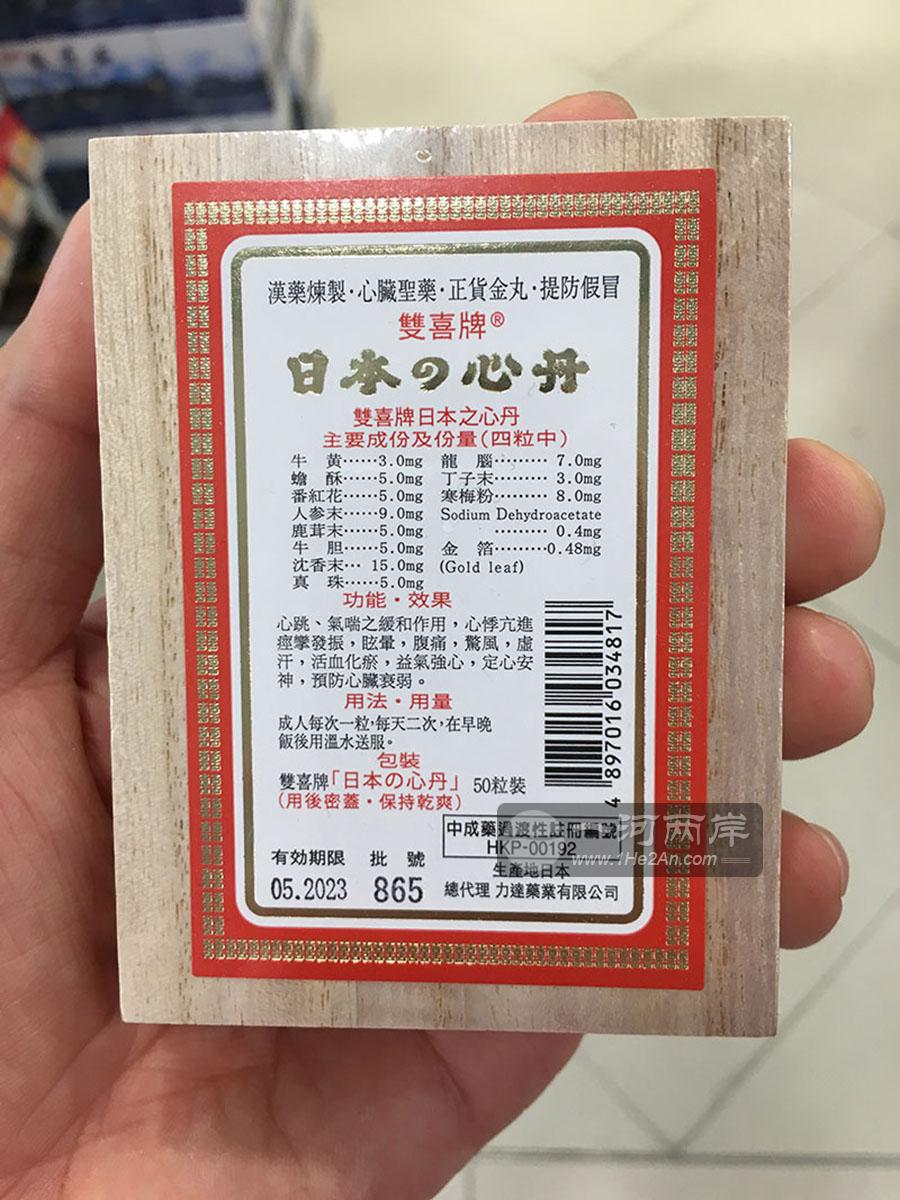 漢藥煉製·心臟聖藥·正貨金丸·提防假冒
雙喜牌®
日本の心丹
雙喜牌日本之心丹
主要成份及份量(四粒中)
牛 黃……3.0mg 龍 腦……… 7.0mg
蟾 酥……5.0mg 丁子末……… 3.0mg
番紅花……5.0mg 寒梅粉……… 8.0mg
人參末……9.0mg Sodium Dehydroacetate
鹿茸末……5.0mg ……… 0.4mg
牛 胆……5.0mg 金 箔………0.48mg
沈香末… 15.0mg (Gold leaf)
真 珠……5.0mg
功能·效果
心跳、氣喘之緩和作用，心悸亢進
痙攣發振，眩暈，腹痛，驚風，虛
汗，活血化瘀，益氣強心，定心安
神，預防心臟衰弱。
用法·用量
成人每次一粒,每天二次,在早晚
飯後用溫水送服。
包裝
雙喜牌「日本の心丹」 50粒裝
(用後密蓋·保持乾爽)
4 897016 034817
中成藥過渡性註冊編號
HKP-00192
有効期限 批 號
05.2023 865
生產地日本
總代理 力達藥業有限公司
一河两岸
www.1He2An.com